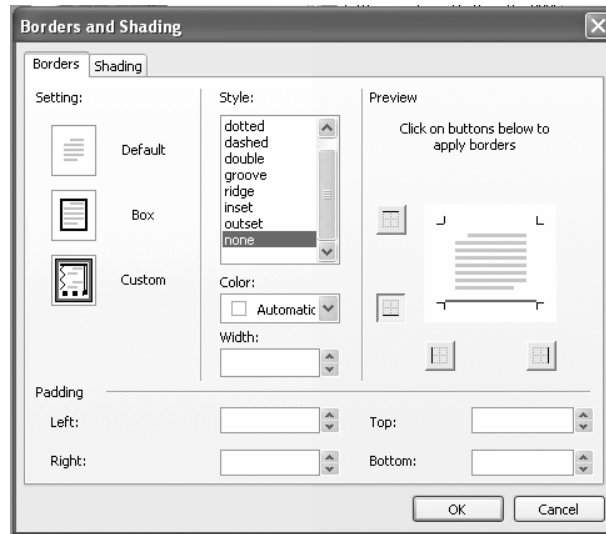 Borders and Shading
Borders
Shading
Setting:
Default
Box
Custom
Style:
dotted
dashed
double
groove
ridge
inset
outset
none
Color:
Automatic
Width:
Preview
Click on buttons below to
apply borders
Padding
Left:
Top:
Right:
Bottom:
OK
Cancel